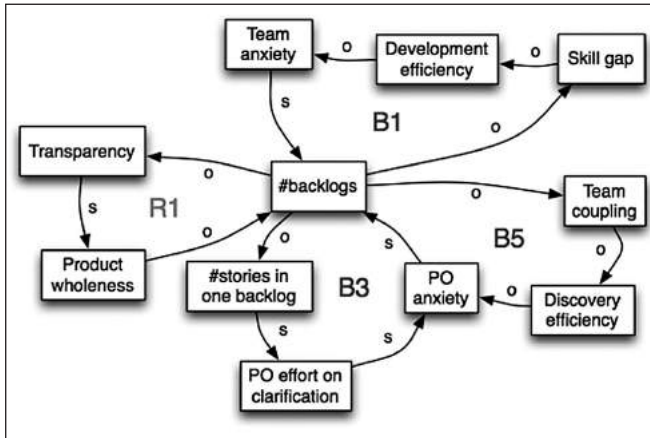 Team
anxiety
o
Development
efficiency
o
Skill gap
s
B1
o
Transparency
o
#backlogs
o
Team
coupling
s
R1
o
o
s
B5
o
Product
wholeness
#stories in
one backlog
B3
PO
anxiety
o
Discovery
efficiency
s
s
PO effort on
clarification